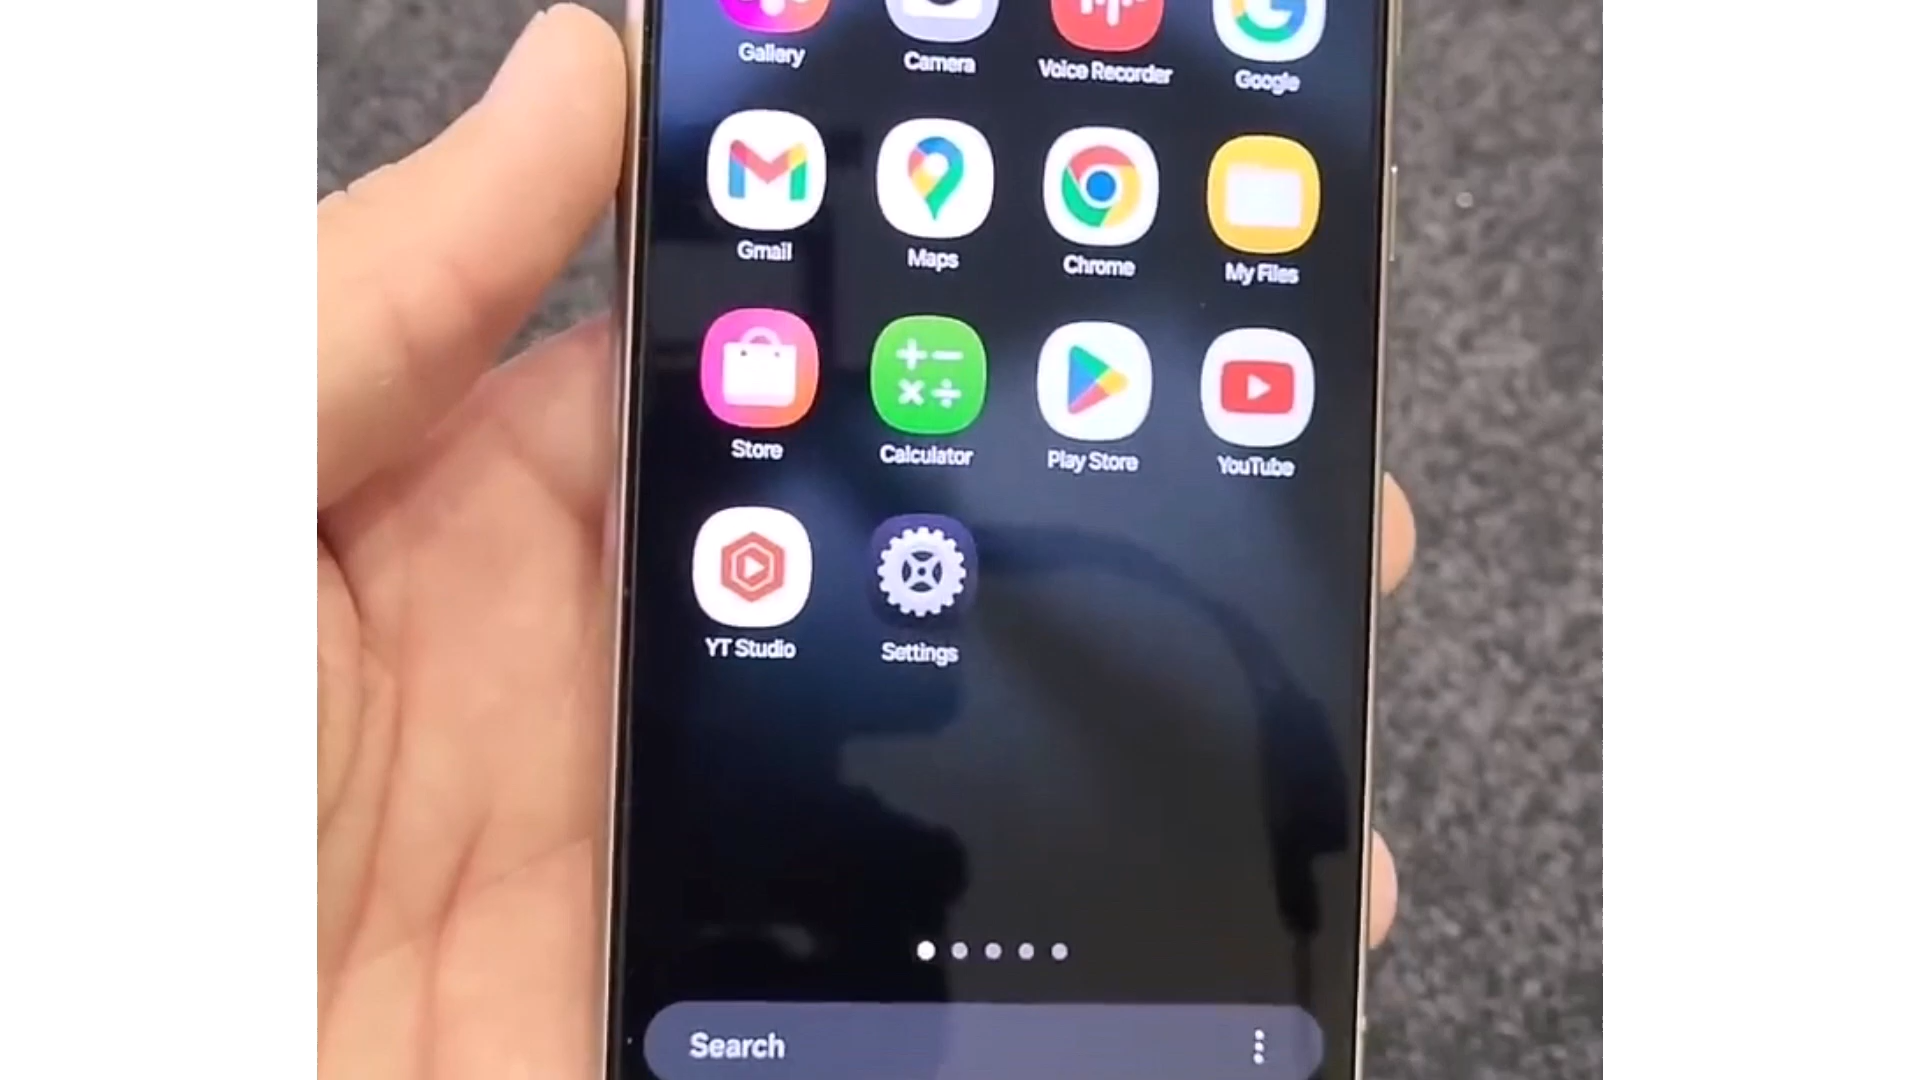 Gallery Camera Voice Recorder Google
Gmail Maps Chrome My Files
Store Calculator Play Store YouTube
YT Studio Settings
Search